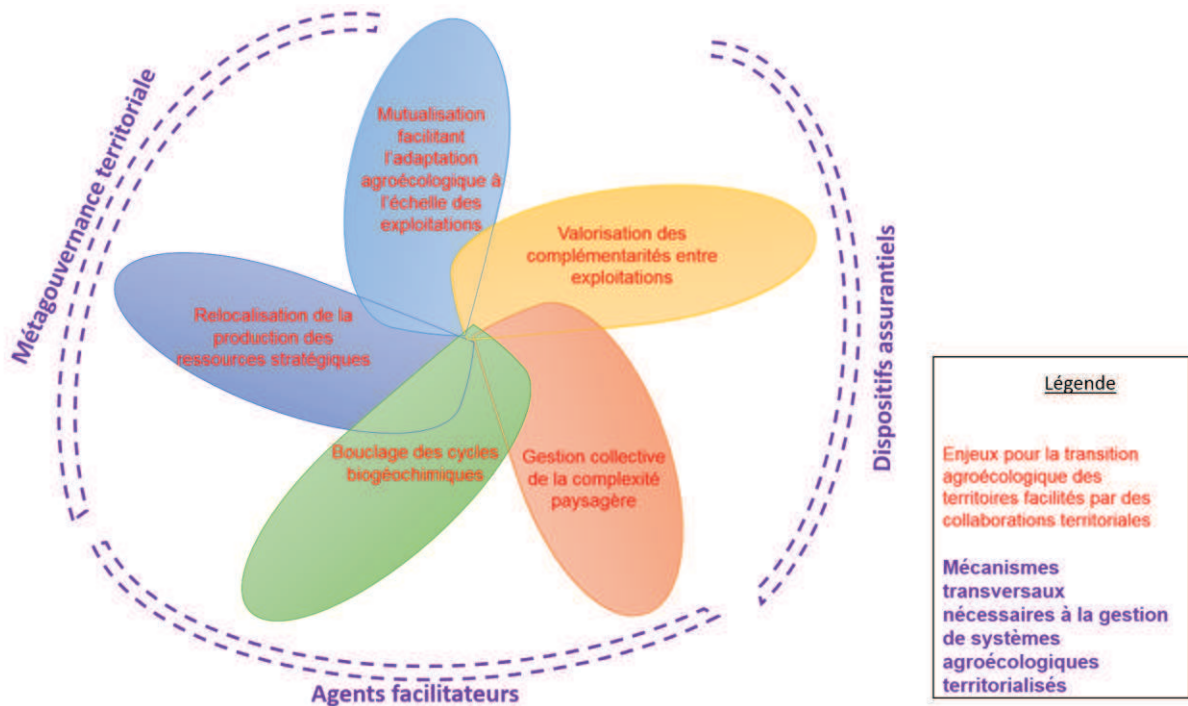 Métagouvernance territoriale
Mutualisation
facilitant
l'adaptation
agroécologique à
l'échelle des
exploitations
Valorisation des
complémentarités entre
exploitations
Relocalisation de la
production des
ressources stratégiques
Bouclage des cycles
biogéochimiques
Gestion collective
de la complexité
paysagère
Dispositifs assurantiels
Agents facilitateurs
Légende
Enjeux pour la transition
agroécologique des
territoires facilités par des
collaborations territoriales
Mécanismes
transversaux
nécessaires à la gestion
de systèmes
agroécologiques
territorialisés